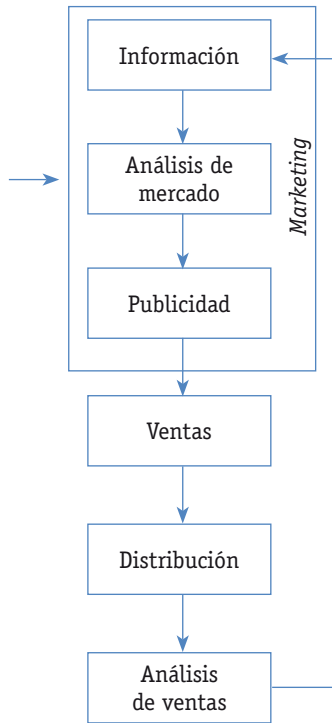 Información
Análisis de
mercado
Marketing
Publicidad
Ventas
Distribución
Análisis
de ventas